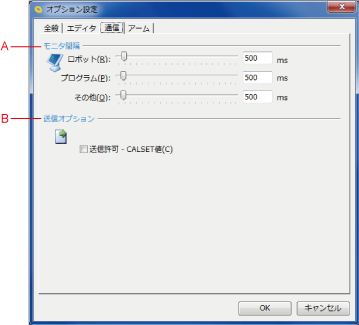 オプション設定
全般 エディタ 通信 アーム
A
モニタ間隔
ロボット(R): 500 ms
プログラム(P): 500 ms
その他(O): 500 ms
B
送信オプション
送信許可 - CALSET値(C)
OK キャンセル